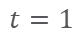 t = 1